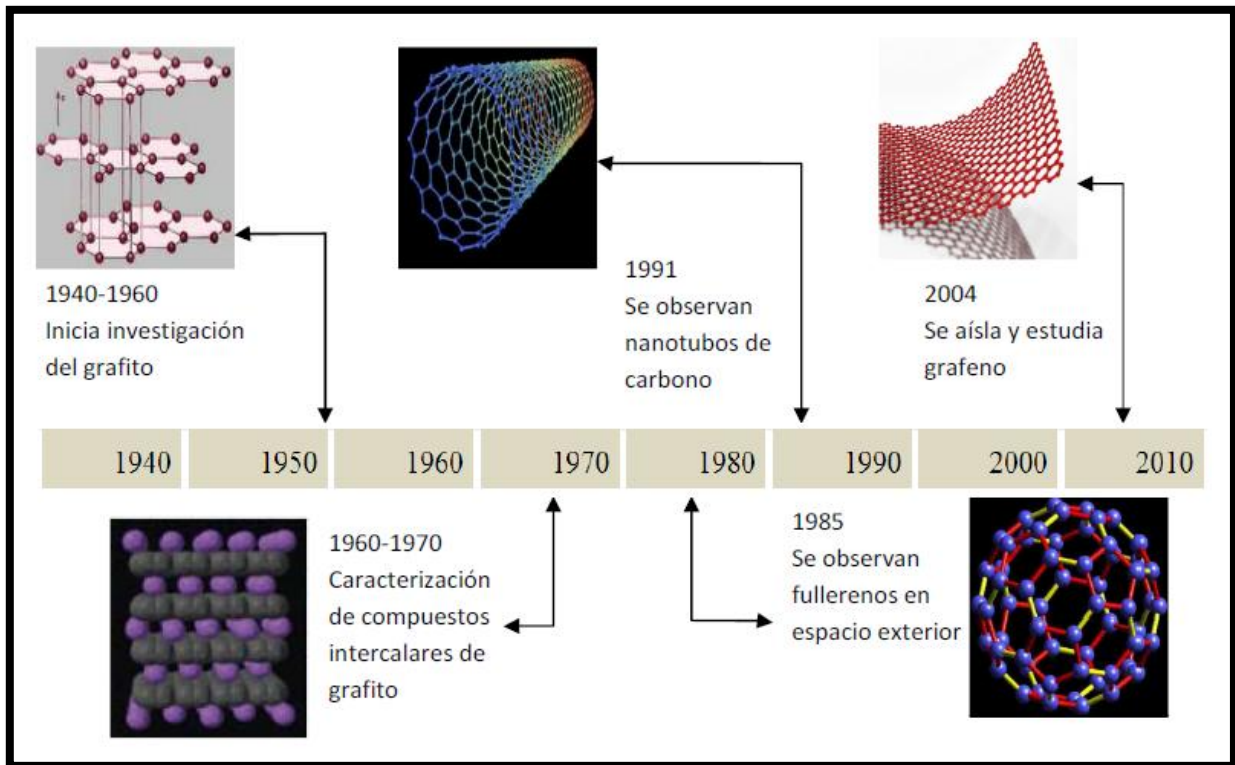 1940-1960
Inicia investigación
del grafito
1991
Se observan
nanotubos de
carbono
2004
Se aísla y estudia
grafeno
1940 1950 1960 1970 1980 1990 2000 2010
1960-1970
Caracterización
de compuestos
intercalares de
grafito
1985
Se observan
fullerenos en
espacio exterior